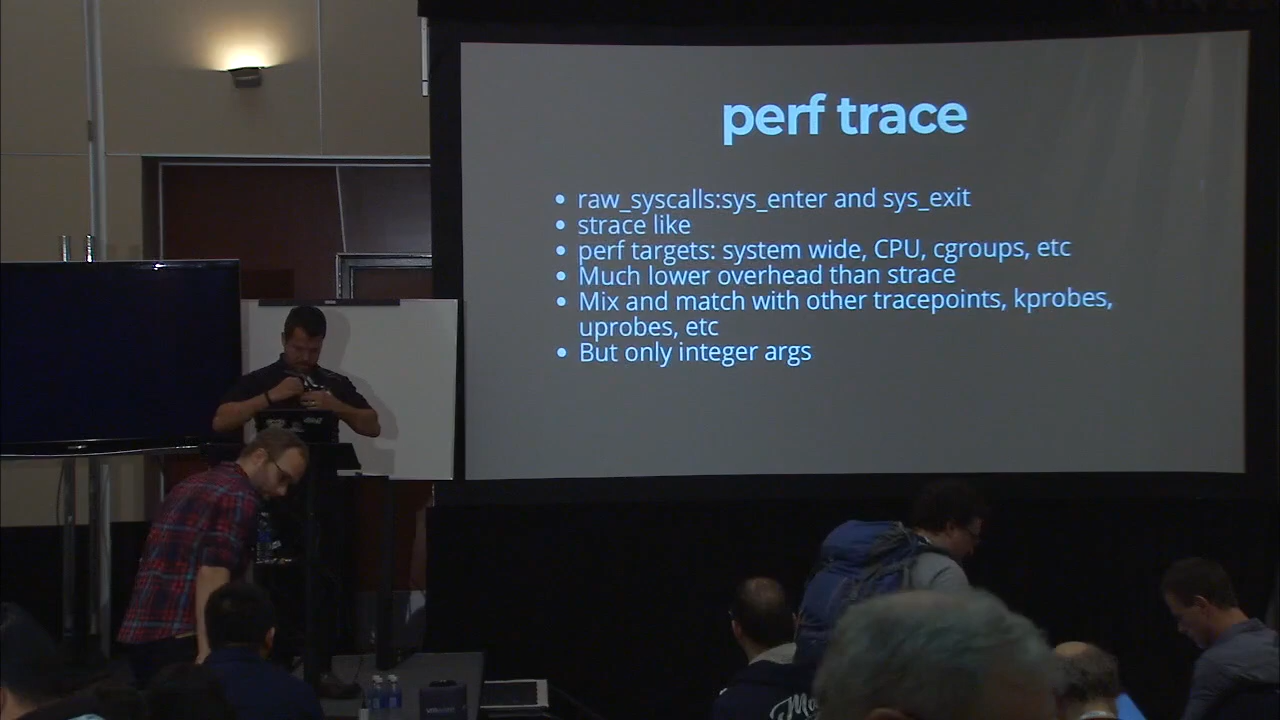 perf trace
raw_syscalls:sys_enter and sys_exit
strace like
perf targets: system wide, CPU, cgroups, etc
Much lower overhead than strace
Mix and match with other tracepoints, kprobes,
uprobes, etc
But only integer args